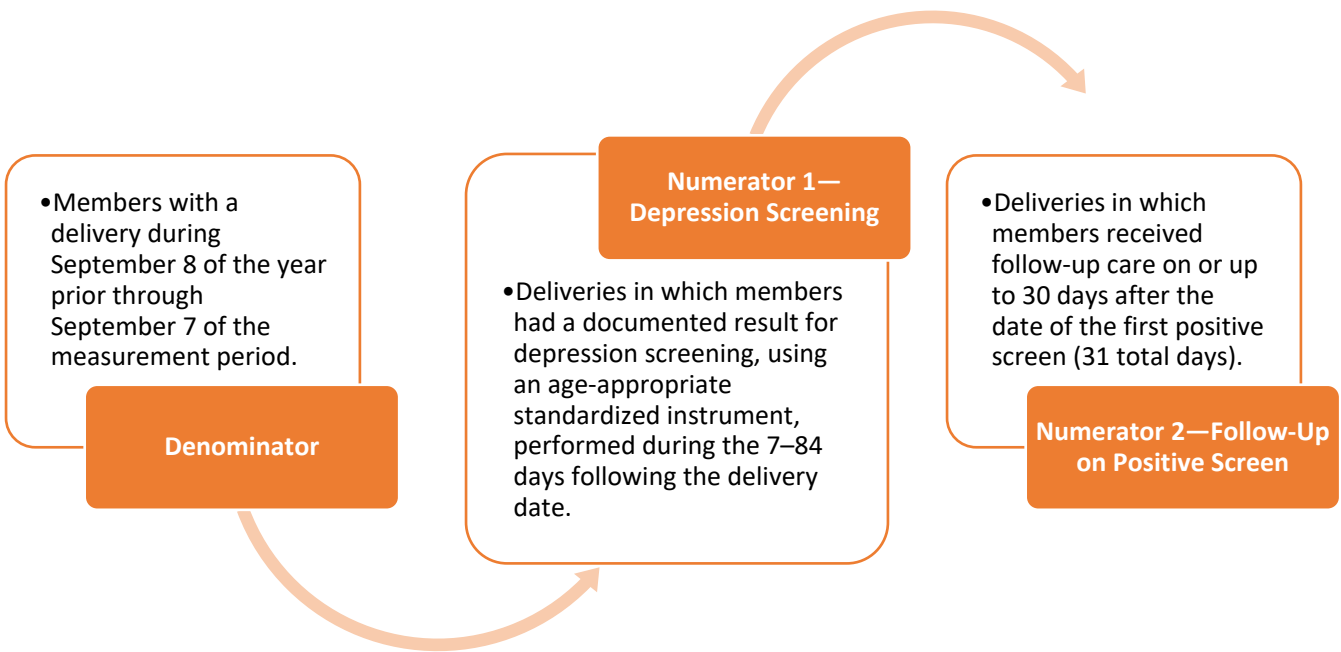 •Members with a
delivery during
September 8 of the year
prior through
September 7 of the
measurement period.
Denominator
Numerator 1—
Depression Screening
•Deliveries in which members
had a documented result for
depression screening, using
an age-appropriate
standardized instrument,
performed during the 7–84
days following the delivery
date.
•Deliveries in which
members received
follow-up care on or up
to 30 days after the
date of the first positive
screen (31 total days).
Numerator 2—Follow-Up
on Positive Screen